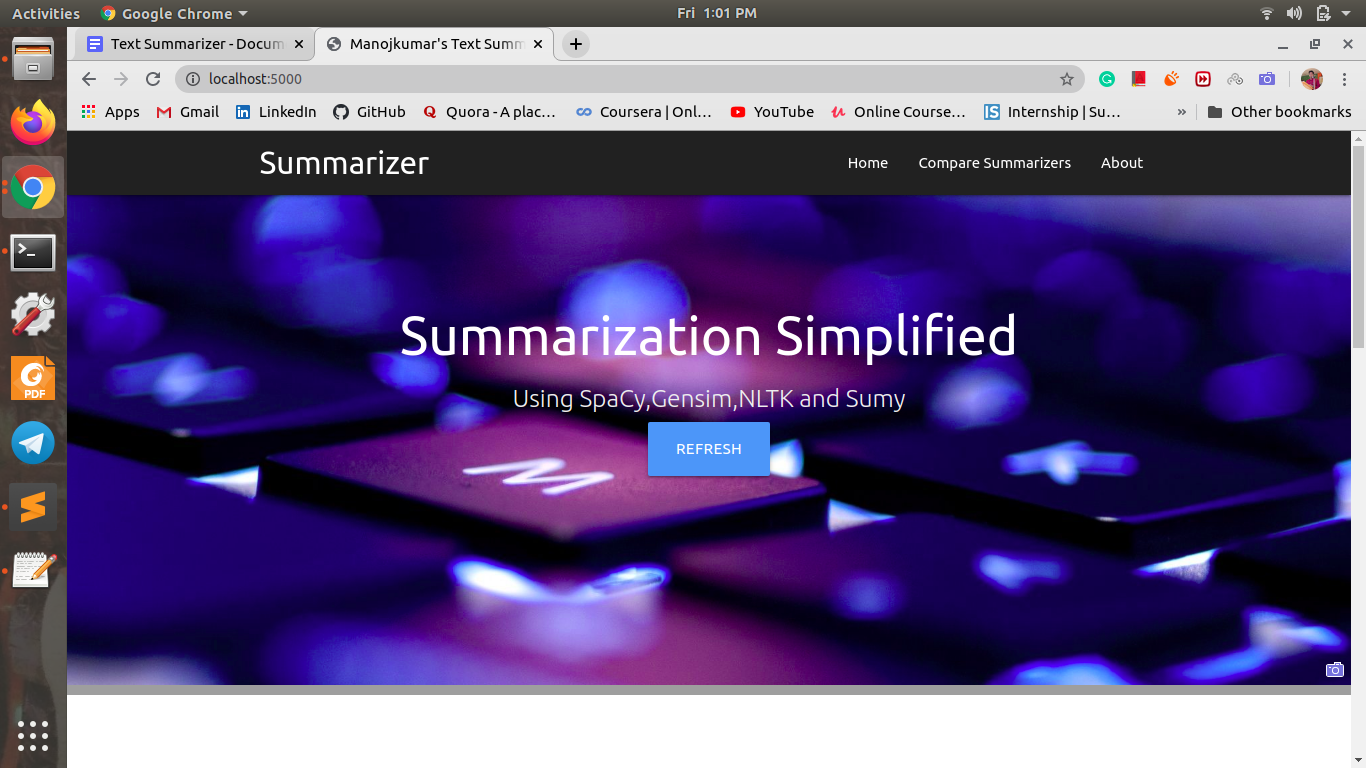 Activities Google Chrome Fri 1:01 PM
Text Summarizer - Docum Manojkumar's Text Summ
localhost:5000
Apps Gmail LinkedIn GitHub Quora - A plac… Coursera | Onl… YouTube Online Course… Internship | Su… » Other bookmarks
Summarizer Home Compare Summarizers About
Summarization Simplified
Using SpaCy,Gensim,NLTK and Sumy
REFRESH
M
PDF